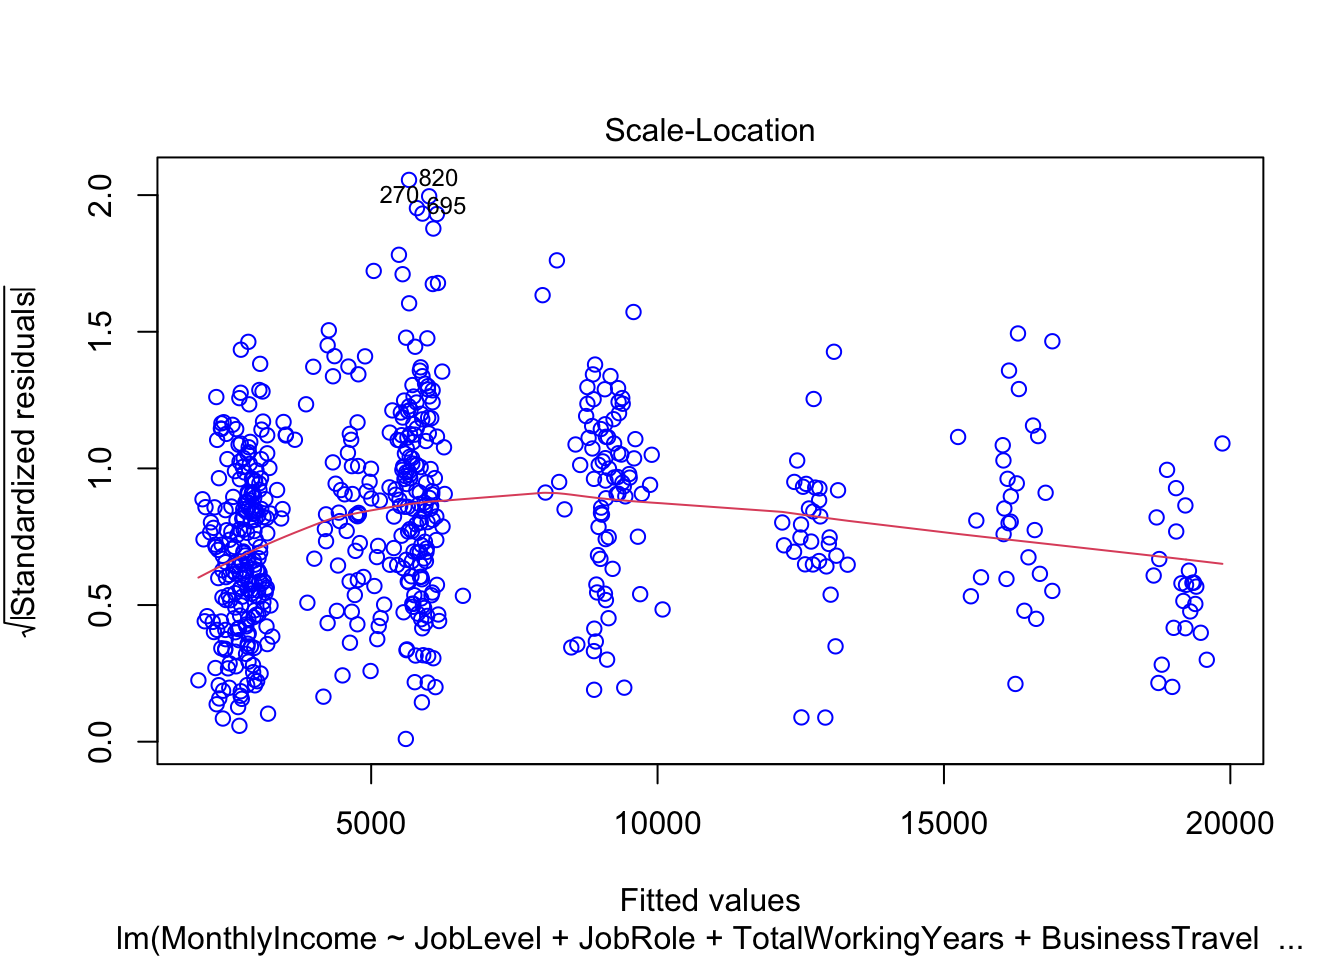 Scale-Location
√|Standardized residuals|
2.0
1.5
1.0
0.5
0.0
820
270
695
5000 10000 15000 20000
Fitted values
lm(MonthlyIncome ~ JobLevel + JobRole + TotalWorkingYears + BusinessTravel ...